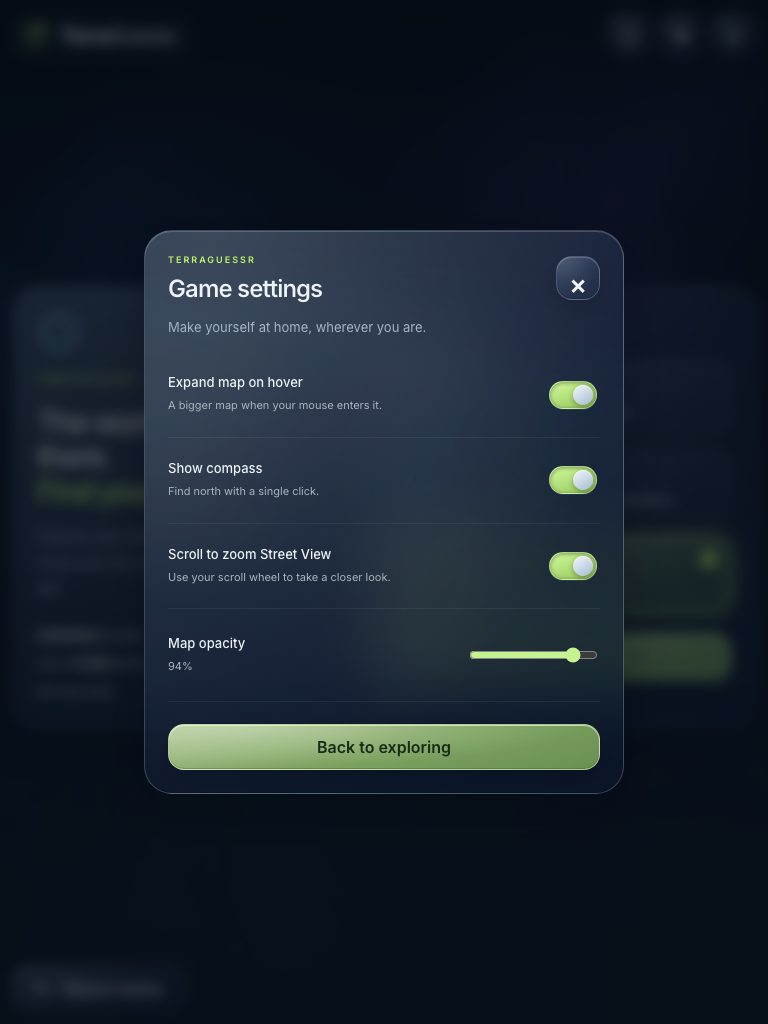 TERRAGUESSR
Game settings
×
Make yourself at home, wherever you are.
Expand map on hover
A bigger map when your mouse enters it.
Show compass
Find north with a single click.
Scroll to zoom Street View
Use your scroll wheel to take a closer look.
Map opacity
94%
Back to exploring